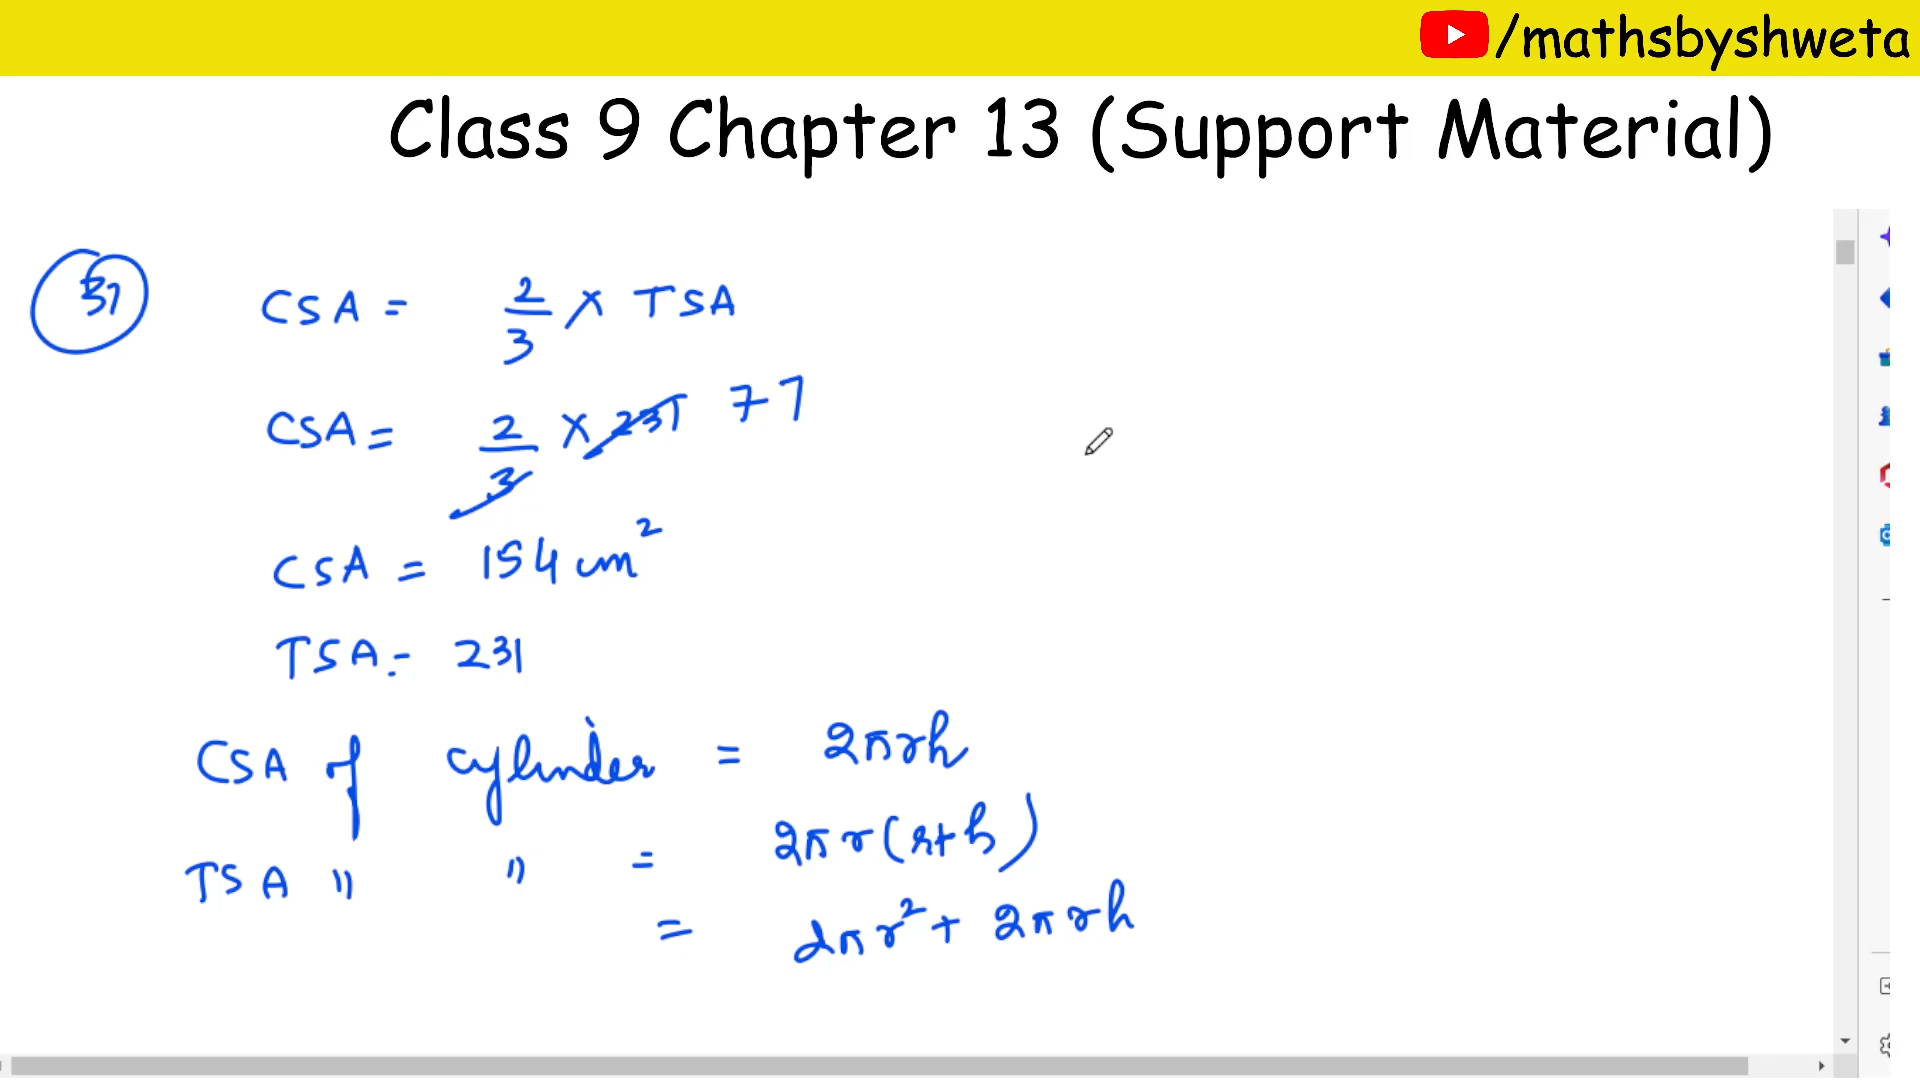 /mathsbyshweta
Class 9 Chapter 13 (Support Material)
37
CSA = 2/3 × TSA
CSA = 2/3 × 231 77
CSA = 154 cm²
TSA = 231
CSA of cylinder = 2πrh
TSA " " = 2πr(r+h)
= 2πr² + 2πrh